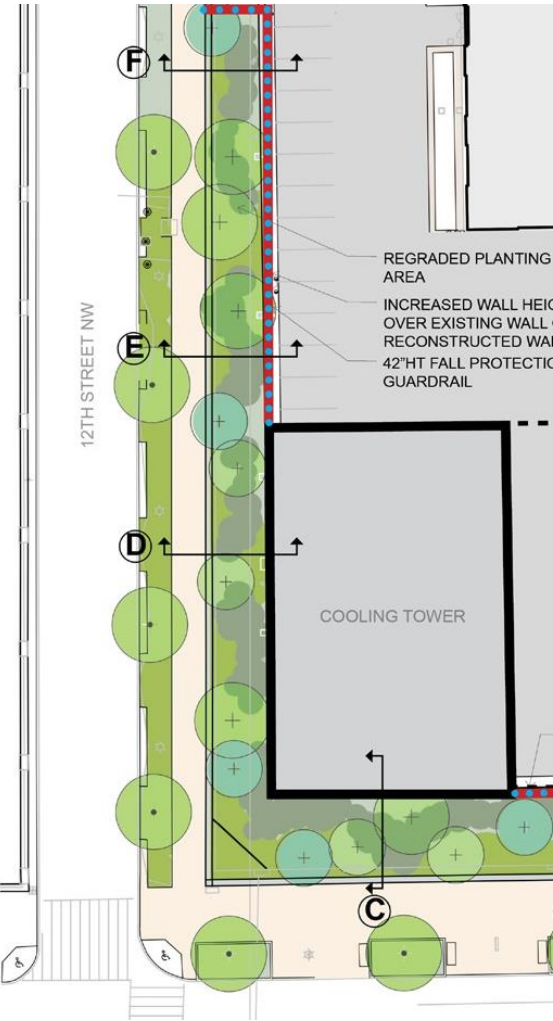 F
REGRADED PLANTING
AREA
INCREASED WALL HEIG
OVER EXISTING WALL
RECONSTRUCTED WAL
42"HT FALL PROTECTIO
GUARDRAIL
12TH STREET NW
E
D
COOLING TOWER
C